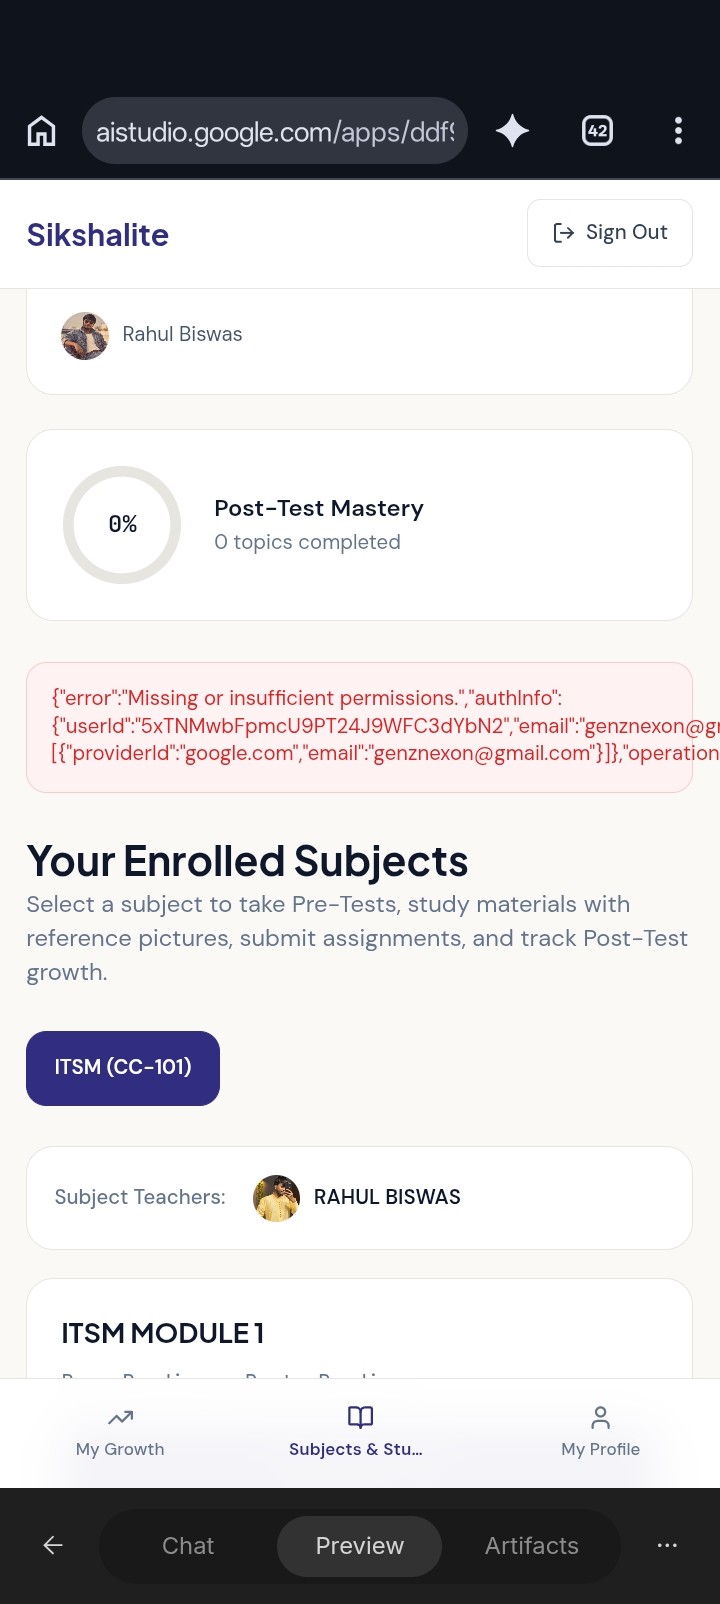 aistudio.google.com/apps/ddf
42
Sikshalite
Sign Out
Rahul Biswas
0%
Post-Test Mastery
0 topics completed
{"error":"Missing or insufficient permissions.","authInfo":
{"userId":"5xTNMwbFpmcU9PT24J9WFC3dYbN2","email":"genznexon@gr
[{"providerId":"google.com","email":"genznexon@gmail.com"}]},"operation
Your Enrolled Subjects
Select a subject to take Pre-Tests, study materials with
reference pictures, submit assignments, and track Post-Test
growth.
ITSM (CC-101)
Subject Teachers:
RAHUL BISWAS
ITSM MODULE 1
My Growth
Subjects & Stu...
My Profile
Chat
Preview
Artifacts